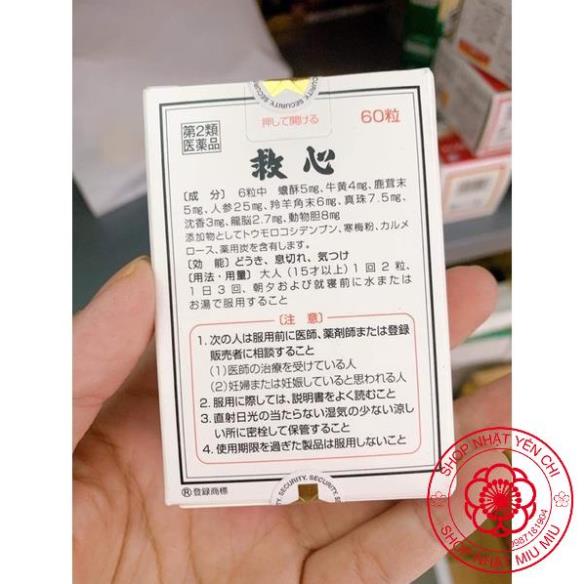 SECURITY.SECURITY
押して開ける
60粒
第2類
医薬品
救心
〔成 分〕 6粒中 蟾酥5mg、牛黄4mg、鹿茸末
5mg、人参25mg、羚羊角末6mg、真珠7.5mg、
沈香3mg、龍脳2.7mg、動物胆8mg
添加物としてトウモロコシデンプン、寒梅粉、カルメ
ロース、薬用炭を含有します。
〔効 能〕どうき、息切れ、気つけ
〔用法・用量〕大人(15才以上)1回2粒、
1日3回、朝夕および就寝前に水または
お湯で服用すること
〔注 意〕
1. 次の人は服用前に医師、薬剤師または登録
販売者に相談すること
(1)医師の治療を受けている人
(2)妊婦または妊娠していると思われる人
2. 服用に際しては、説明書をよく読むこと
3. 直射日光の当たらない湿気の少ない涼し
い所に密栓して保管すること
4. 使用期限を過ぎた製品は服用しないこと
®登録商標
SECURITY.SECURITY
SHOP NHẬT YÊN CHI
0987181904
SHOP NHẬT MIU MIU